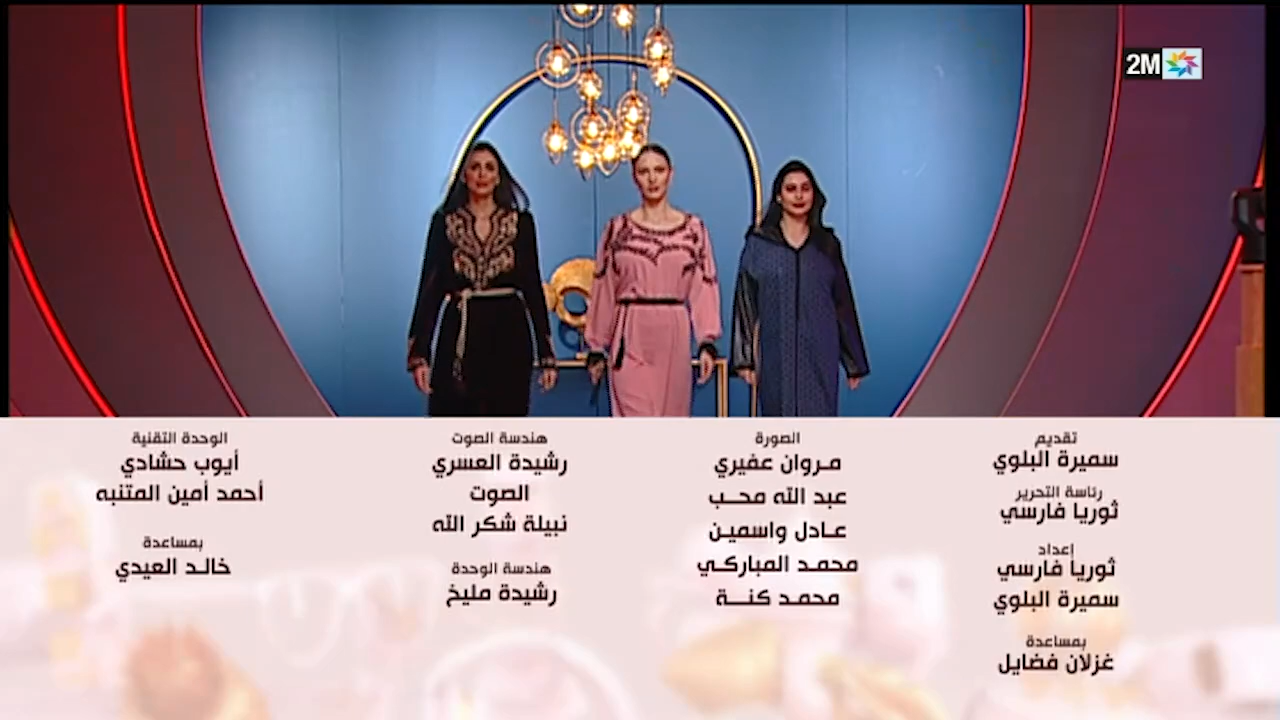 2M
تقديم
سميرة البلوي
رئاسة التحرير
ثوريا فارسي
إعداد
ثوريا فارسي
سميرة البلوي
بمساعدة
غزلان فضايل
الصورة
مروان عفيري
عبد الله محب
عادل واسمين
محمد المباركي
محمد كنة
هندسة الصوت
رشيدة العسري
الصوت
نبيلة شكر الله
هندسة الوحدة
رشيدة مليخ
الوحدة التقنية
أيوب حشادي
أحمد أمين المتنبه
بمساعدة
خالد العيدي